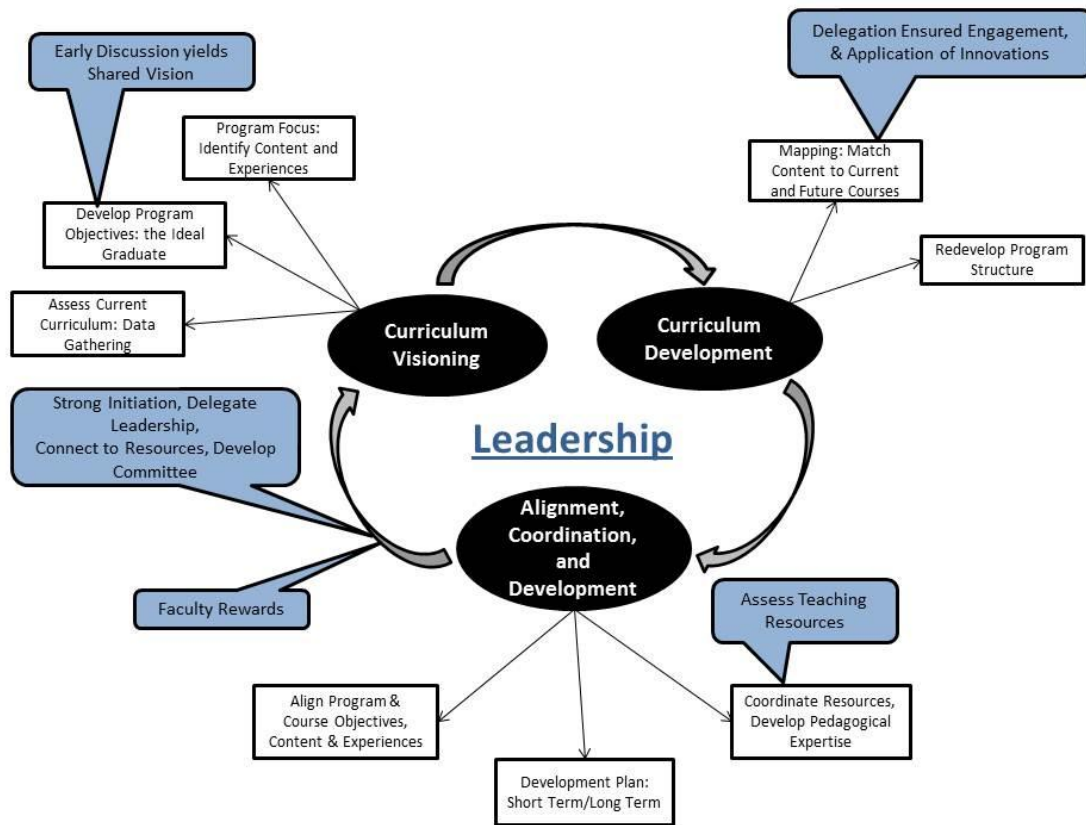 Early Discussion yields
Shared Vision
Delegation Ensured Engagement,
& Application of Innovations
Program Focus:
Identify Content and
Experiences
Mapping: Match
Content to Current
and Future Courses
Develop Program
Objectives: the Ideal
Graduate
Redevelop Program
Structure
Assess Current
Curriculum: Data
Gathering
Curriculum
Visioning
Curriculum
Development
Strong Initiation, Delegate
Leadership,
Connect to Resources, Develop
Committee
Leadership
Alignment,
Coordination,
and
Development
Faculty Rewards
Assess Teaching
Resources
Align Program &
Course Objectives,
Content & Experiences
Coordinate Resources,
Develop Pedagogical
Expertise
Development Plan:
Short Term/Long Term